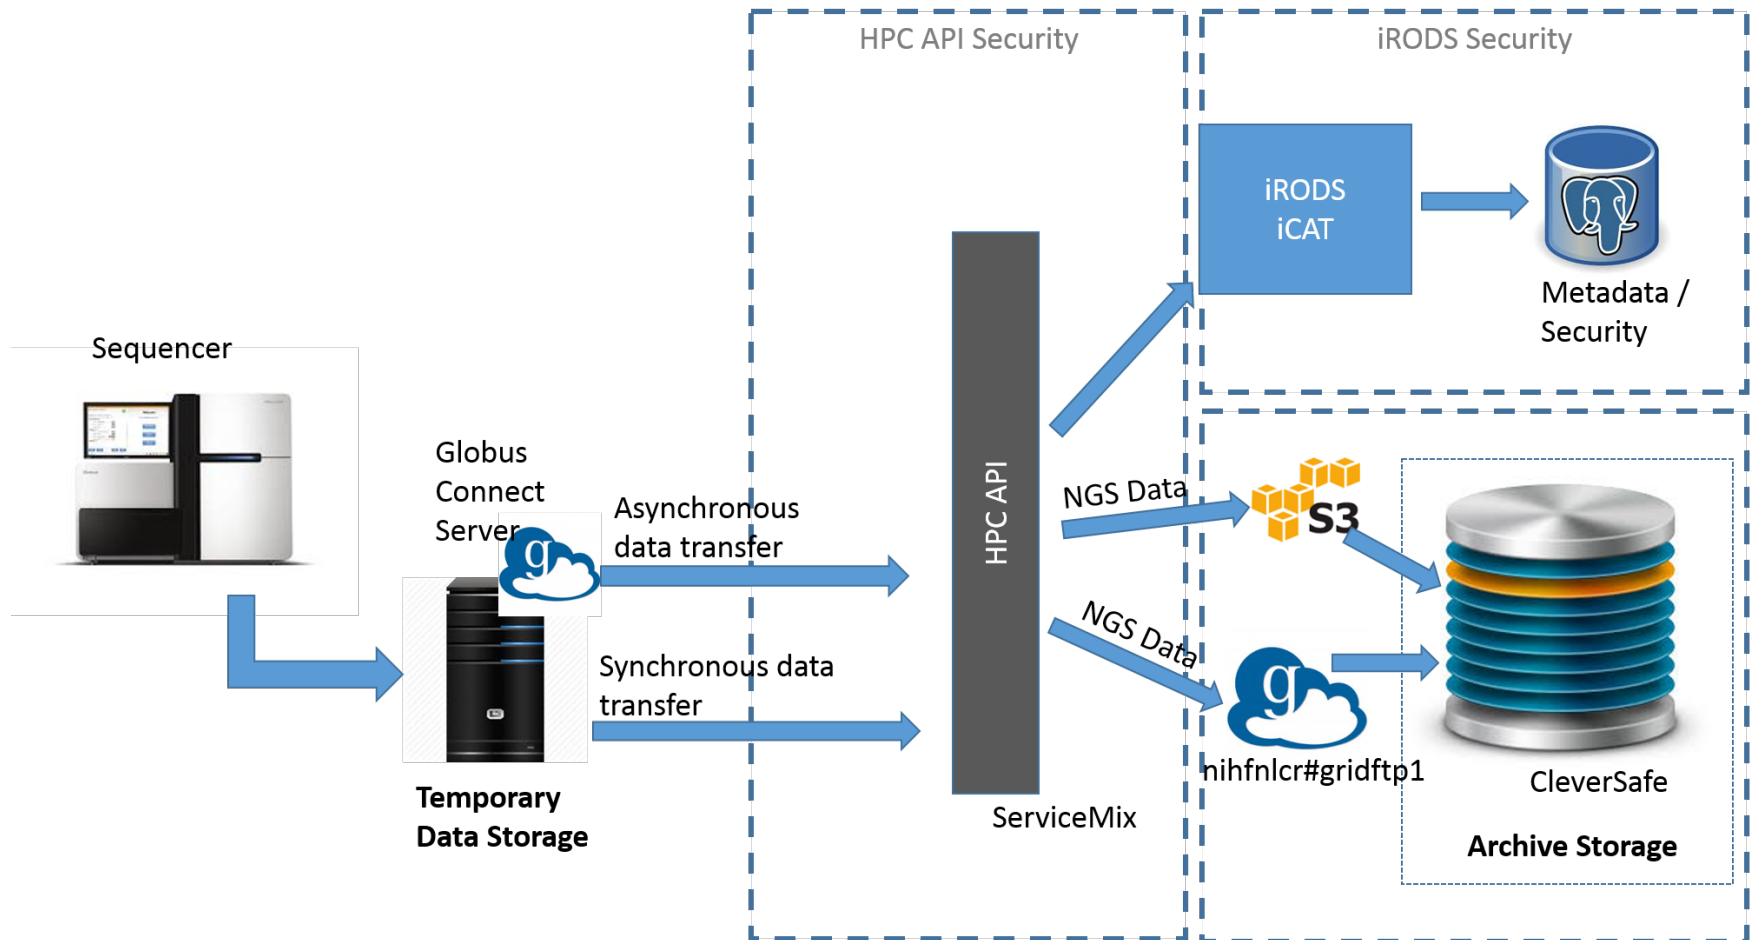 HPC API Security
iRODS Security
iRODS
iCAT
Metadata /
Security
Sequencer
Globus
Connect
Server
g
Asynchronous
data transfer
Synchronous data
transfer
Temporary
Data Storage
HPC API
ServiceMix
NGS Data
S3
NGS Data
g
nihfnlcr#gridftp1
CleverSafe
Archive Storage